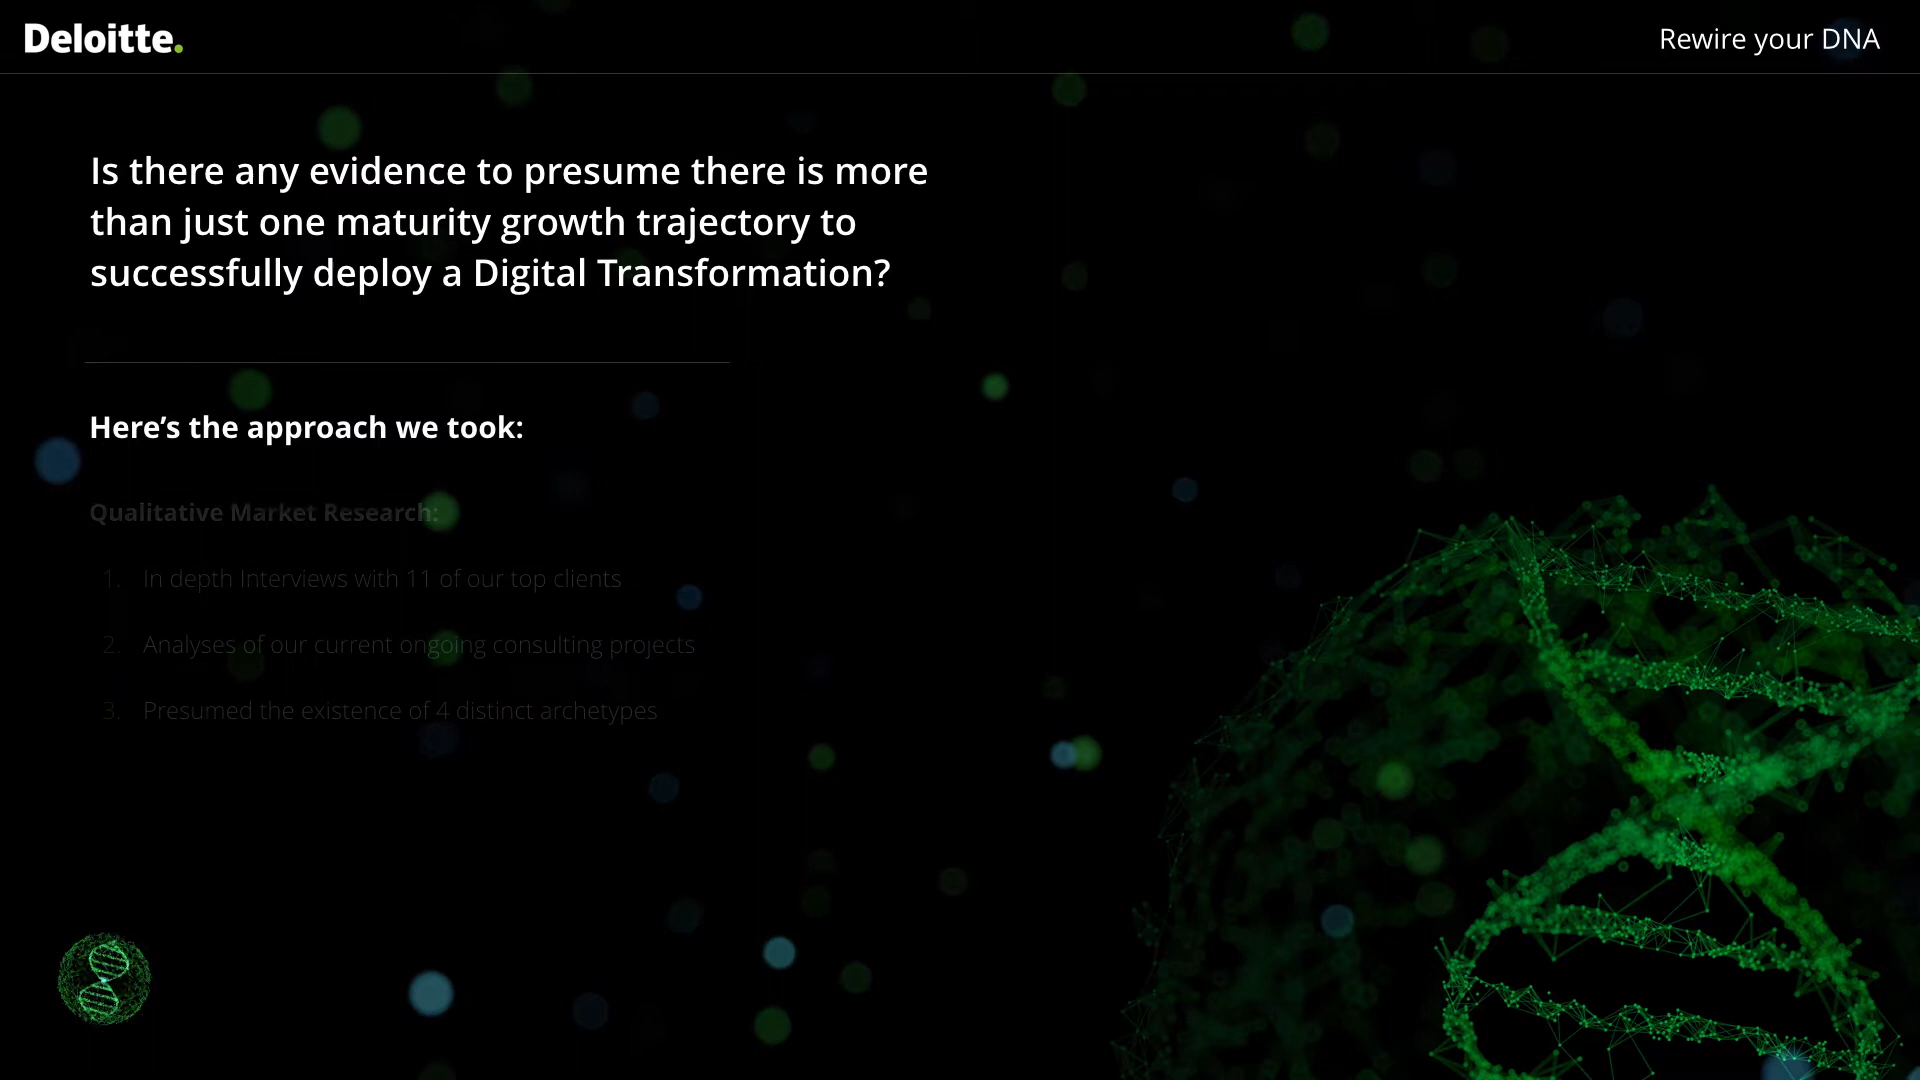 Deloitte.
Rewire your DNA
Is there any evidence to presume there is more
than just one maturity growth trajectory to
successfully deploy a Digital Transformation?
Here’s the approach we took:
Qualitative Market Research:
1. In depth Interviews with 11 of our top clients
2. Analyses of our current ongoing consulting projects
3. Presumed the existence of 4 distinct archetypes